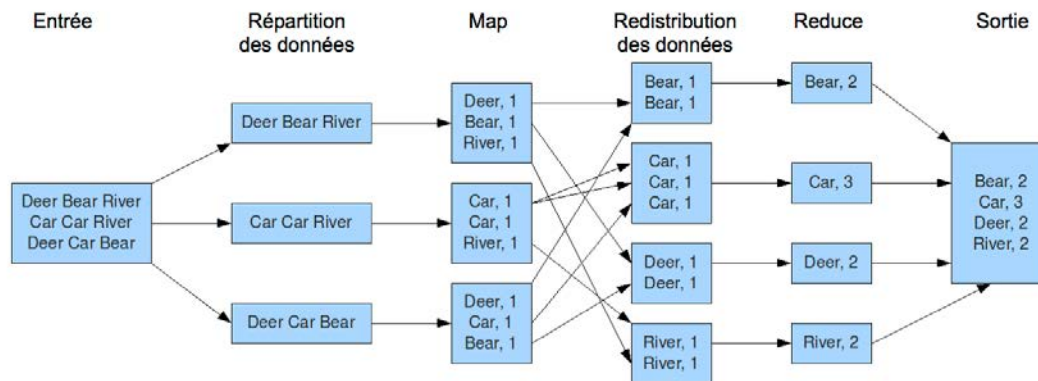 Entrée
Répartition
des données
Map
Redistribution
des données
Reduce
Sortie
Deer Bear River
Car Car River
Deer Car Bear
Deer Bear River
Car Car River
Deer Car Bear
Deer, 1
Bear, 1
River, 1
Car, 1
Car, 1
River, 1
Deer, 1
Car, 1
Bear, 1
Bear, 1
Bear, 1
Car, 1
Car, 1
Car, 1
Deer, 1
Deer, 1
River, 1
River, 1
Bear, 2
Car, 3
Deer, 2
River, 2
Bear, 2
Car, 3
Deer, 2
River, 2